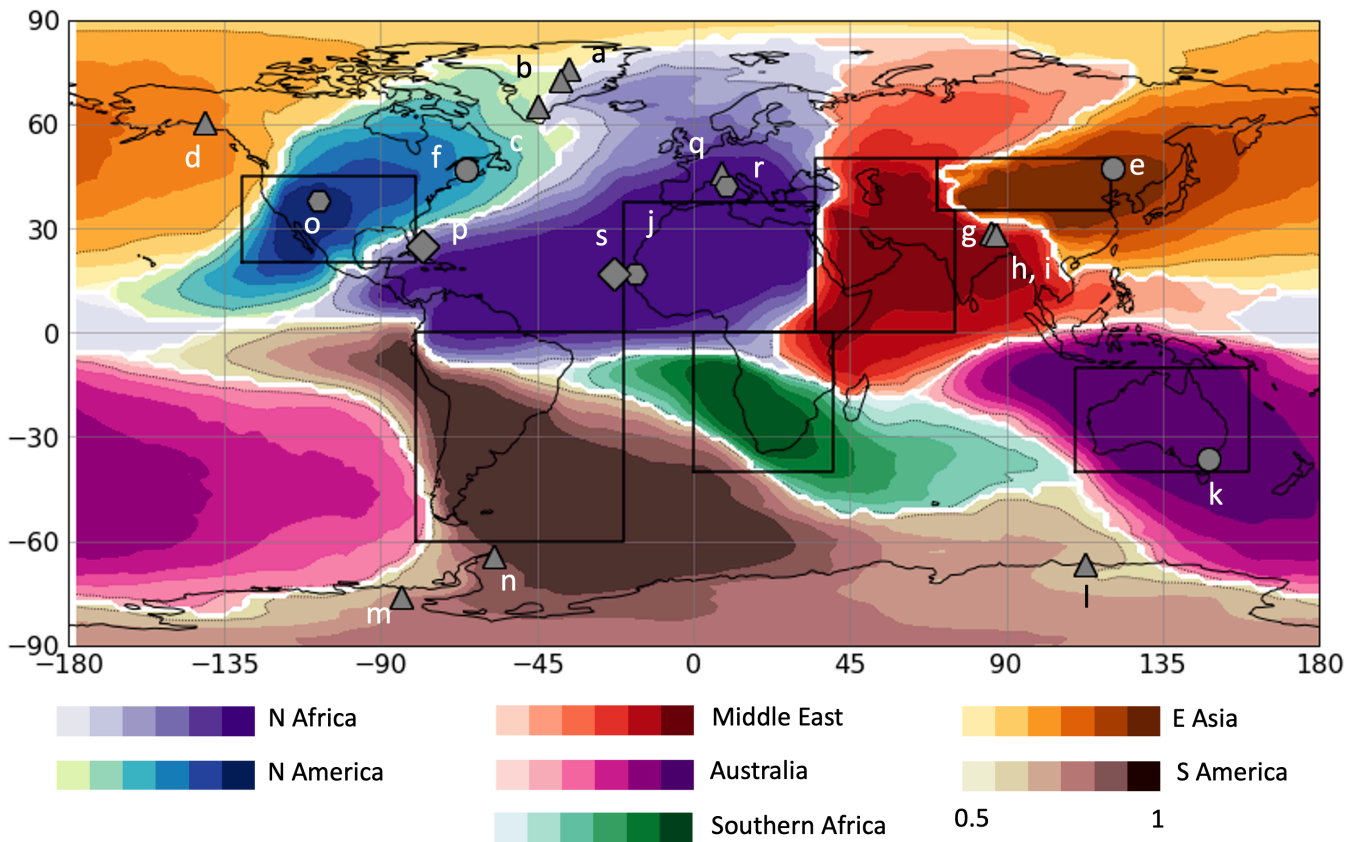 90
a
b
60
d
c
q
f
r
e
30
o
p
s
j
g
h, i
0
−30
k
−60
n
m
l
−90
−180 −135 −90 −45 0 45 90 135 180
N Africa Middle East E Asia
N America Australia S America
0.5 1
Southern Africa